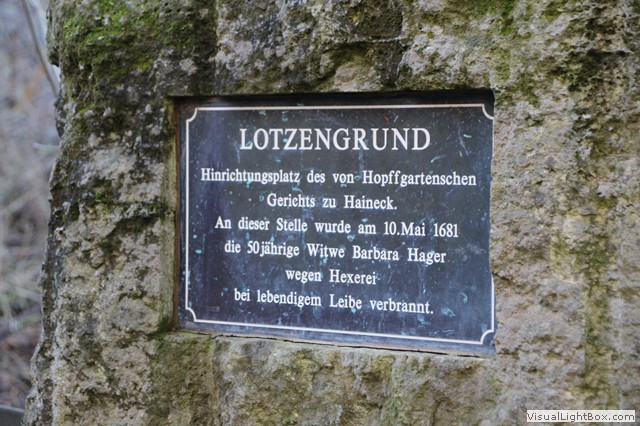 LOTZENGRUND
Hinrichtungsplatz des von Hopffgartenschen
Gerichts zu Haineck.
An dieser Stelle wurde am 10.Mai 1681
die 50jährige Witwe Barbara Hager
wegen Hexerei
bei lebendigem Leibe verbrannt.
VisualLightBox.com